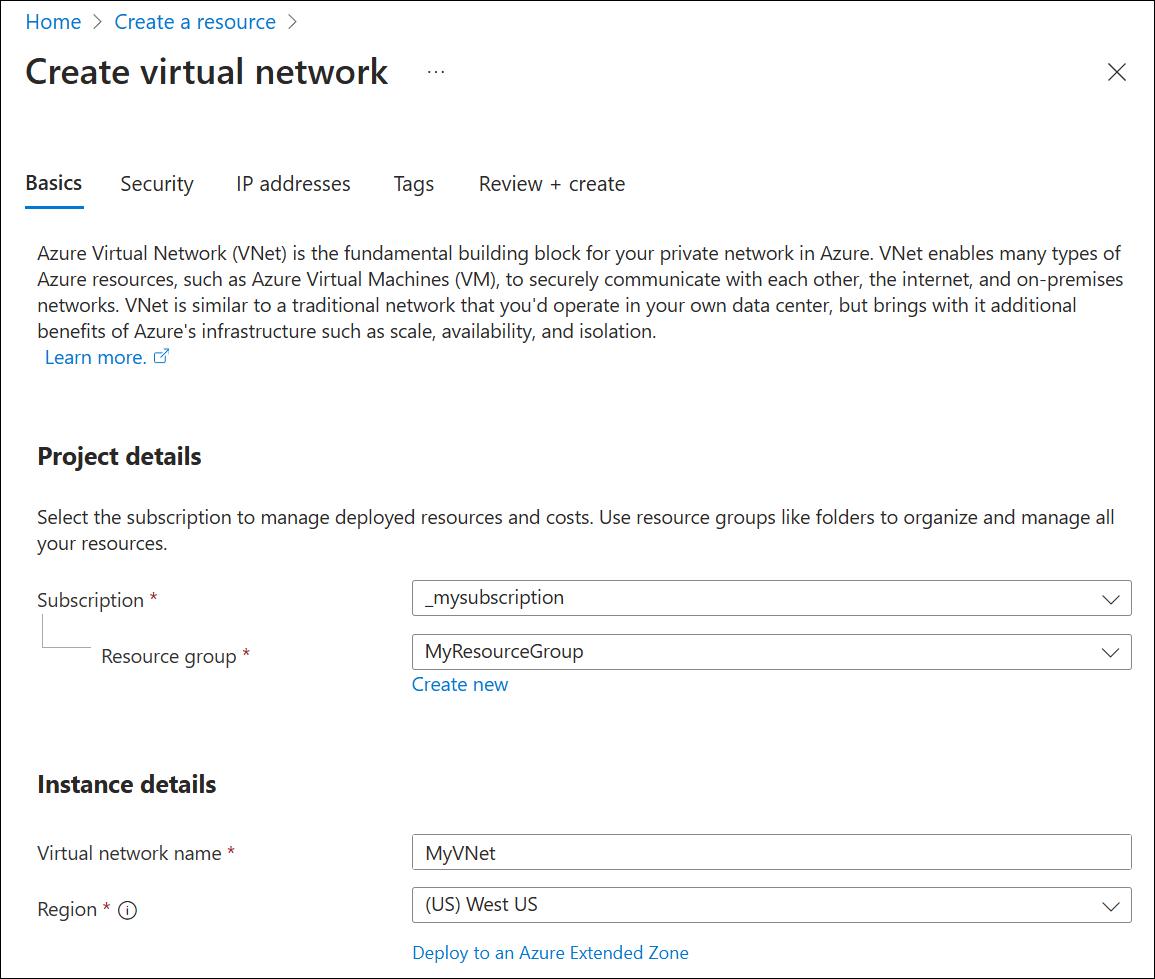 Home > Create a resource >
Create virtual network ...
Basics Security IP addresses Tags Review + create
Azure Virtual Network (VNet) is the fundamental building block for your private network in Azure. VNet enables many types of
Azure resources, such as Azure Virtual Machines (VM), to securely communicate with each other, the internet, and on-premises
networks. VNet is similar to a traditional network that you'd operate in your own data center, but brings with it additional
benefits of Azure's infrastructure such as scale, availability, and isolation.
Learn more.
Project details
Select the subscription to manage deployed resources and costs. Use resource groups like folders to organize and manage all
your resources.
Subscription * _mysubscription
Resource group * MyResourceGroup
Create new
Instance details
Virtual network name * MyVNet
Region * (US) West US
Deploy to an Azure Extended Zone